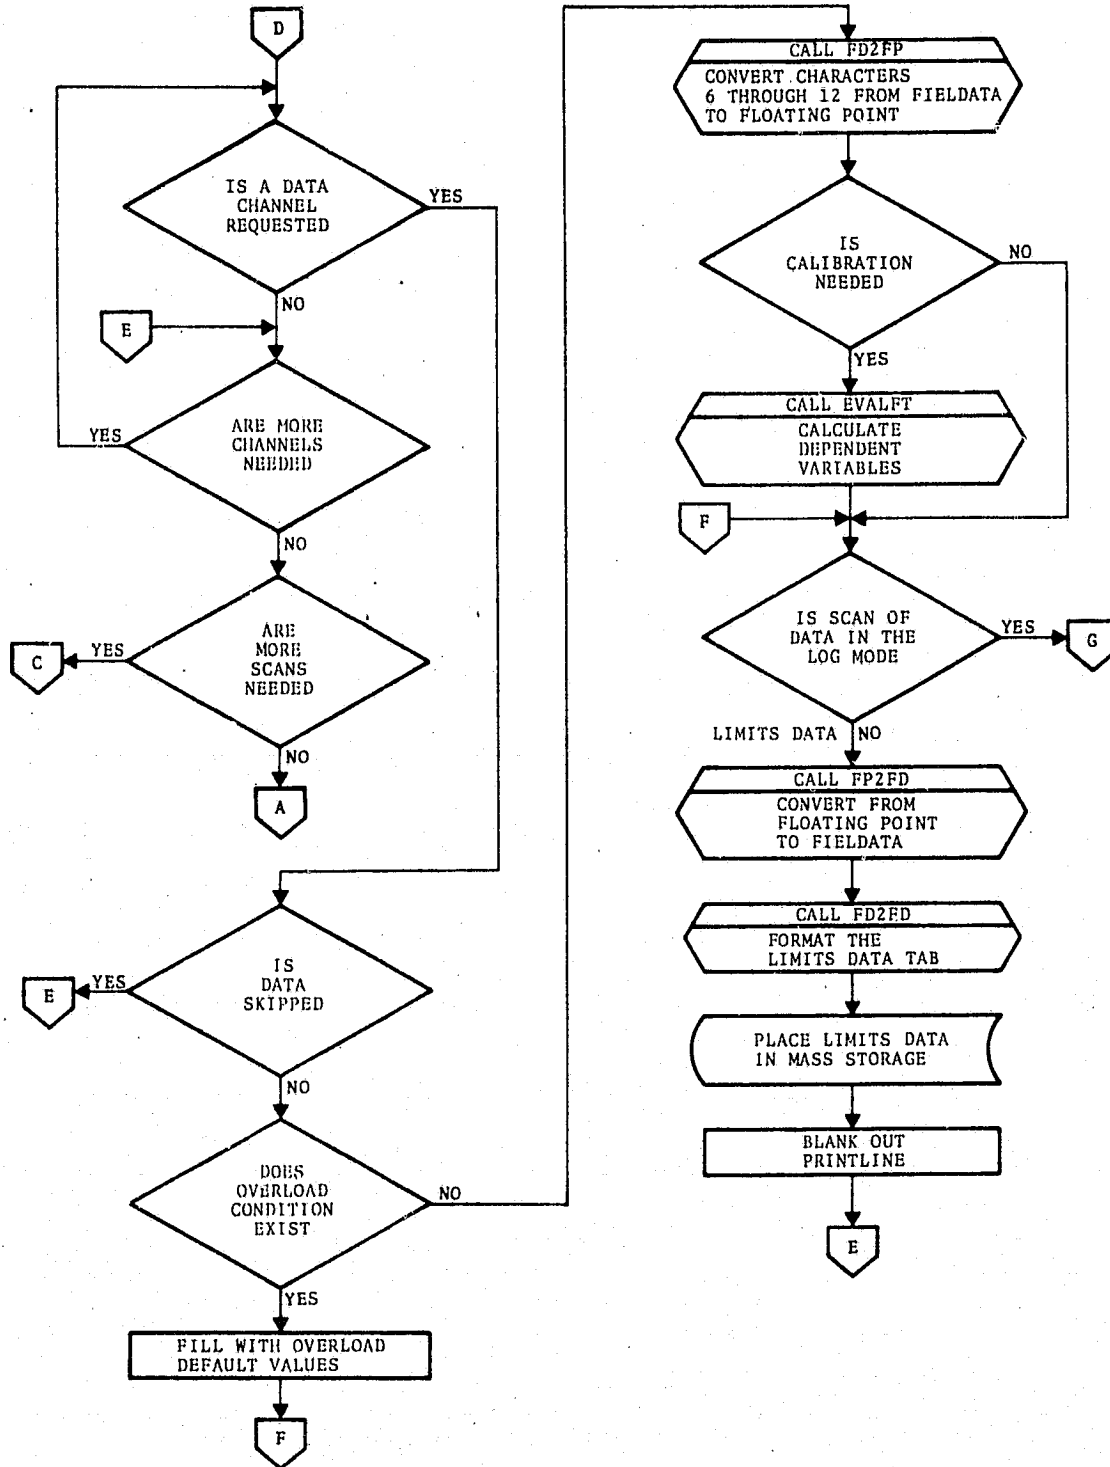 D
IS A DATA
CHANNEL
REQUESTED
YES
NO
E
ARE MORE
CHANNELS
NEEDED
YES
NO
ARE
MORE
SCANS
NEEDED
YES
C
NO
A
IS
DATA
SKIPPED
YES
E
NO
DOES
OVERLOAD
CONDITION
EXIST
NO
YES
FILL WITH OVERLOAD
DEFAULT VALUES
F
CALL FD2FP
CONVERT CHARACTERS
6 THROUGH 12 FROM FIELDATA
TO FLOATING POINT
IS
CALIBRATION
NEEDED
NO
YES
CALL EVALFT
CALCULATE
DEPENDENT
VARIABLES
F
IS SCAN OF
DATA IN THE
LOG MODE
YES
G
LIMITS DATA NO
CALL FP2FD
CONVERT FROM
FLOATING POINT
TO FIELDATA
CALL FD2FD
FORMAT THE
LIMITS DATA TAB
PLACE LIMITS DATA
IN MASS STORAGE
BLANK OUT
PRINTLINE
E